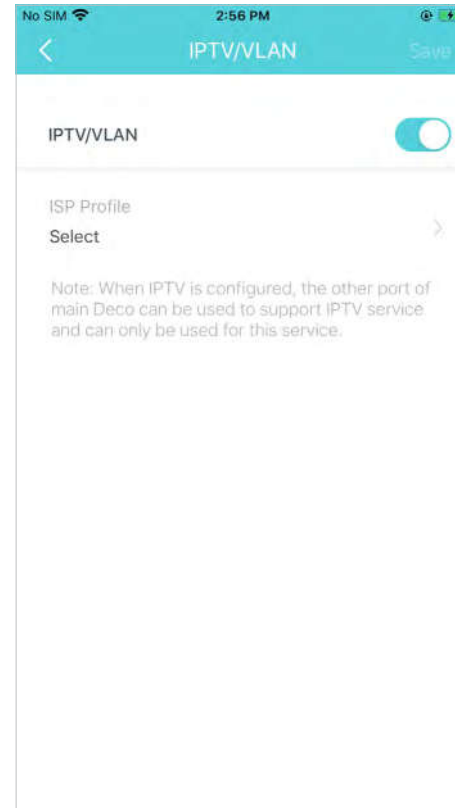 No SIM 2:56 PM
IPTV/VLAN Save
IPTV/VLAN
ISP Profile
Select
Note: When IPTV is configured, the other port of
main Deco can be used to support IPTV service
and can only be used for this service.